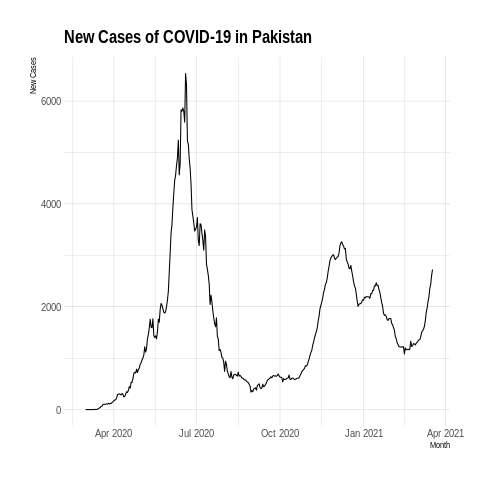 New Cases of COVID-19 in Pakistan
New Cases
6000
4000
2000
0
Apr 2020
Jul 2020
Oct 2020
Jan 2021
Apr 2021
Month